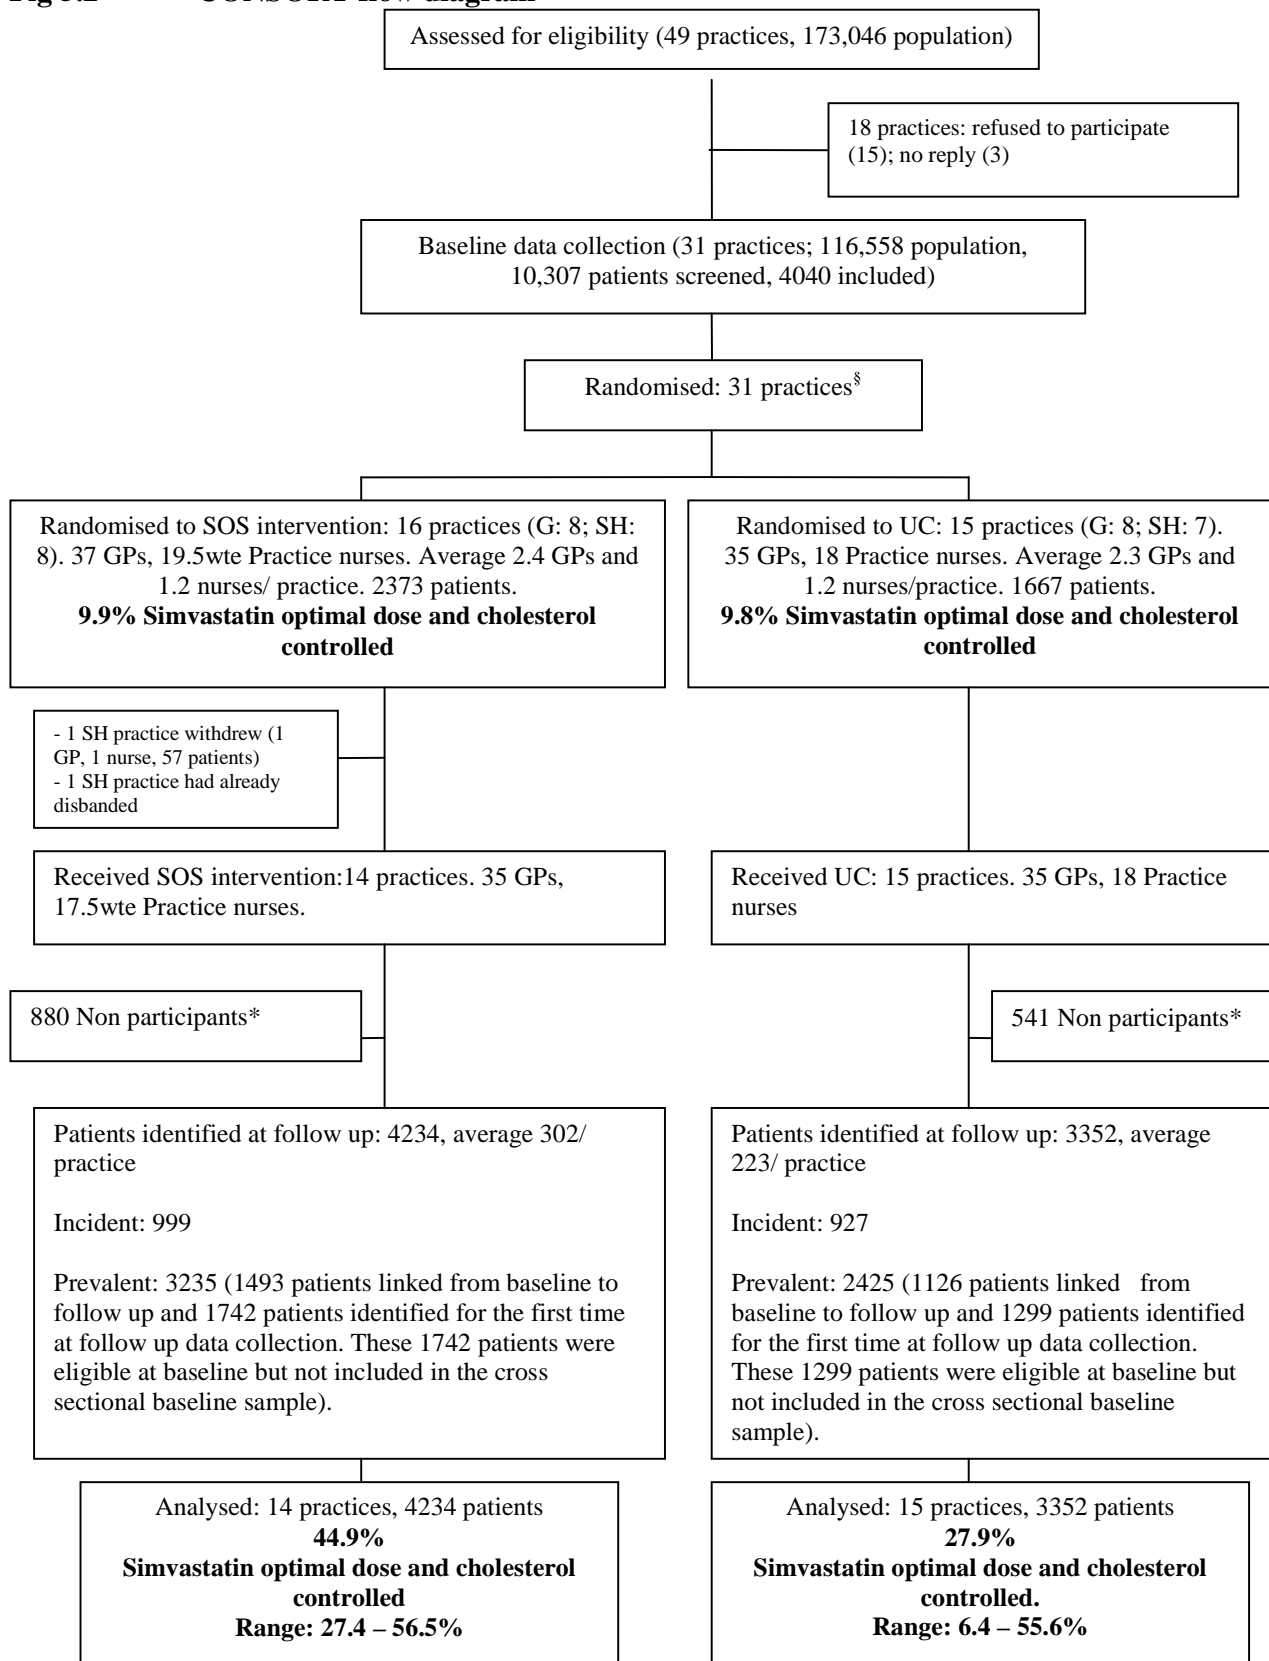 Assessed for eligibility (49 practices, 173,046 population)
18 practices: refused to participate
(15); no reply (3)
Baseline data collection (31 practices; 116,558 population,
10,307 patients screened, 4040 included)
Randomised: 31 practices§
Randomised to SOS intervention: 16 practices (G: 8; SH:
8). 37 GPs, 19.5wte Practice nurses. Average 2.4 GPs and
1.2 nurses/ practice. 2373 patients.
9.9% Simvastatin optimal dose and cholesterol
controlled
Randomised to UC: 15 practices (G: 8; SH: 7).
35 GPs, 18 Practice nurses. Average 2.3 GPs and
1.2 nurses/practice. 1667 patients.
9.8% Simvastatin optimal dose and cholesterol
controlled
- 1 SH practice withdrew (1
GP, 1 nurse, 57 patients)
- 1 SH practice had already
disbanded
Received SOS intervention:14 practices. 35 GPs,
17.5wte Practice nurses.
Received UC: 15 practices. 35 GPs, 18 Practice
nurses
880 Non participants*
541 Non participants*
Patients identified at follow up: 4234, average 302/
practice
Incident: 999
Prevalent: 3235 (1493 patients linked from baseline to
follow up and 1742 patients identified for the first time
at follow up data collection. These 1742 patients were
eligible at baseline but not included in the cross
sectional baseline sample).
Patients identified at follow up: 3352, average
223/ practice
Incident: 927
Prevalent: 2425 (1126 patients linked from
baseline to follow up and 1299 patients identified
for the first time at follow up data collection.
These 1299 patients were eligible at baseline but
not included in the cross sectional baseline
sample).
Analysed: 14 practices, 4234 patients
44.9%
Simvastatin optimal dose and cholesterol
controlled
Range: 27.4 – 56.5%
Analysed: 15 practices, 3352 patients
27.9%
Simvastatin optimal dose and cholesterol
controlled.
Range: 6.4 – 55.6%